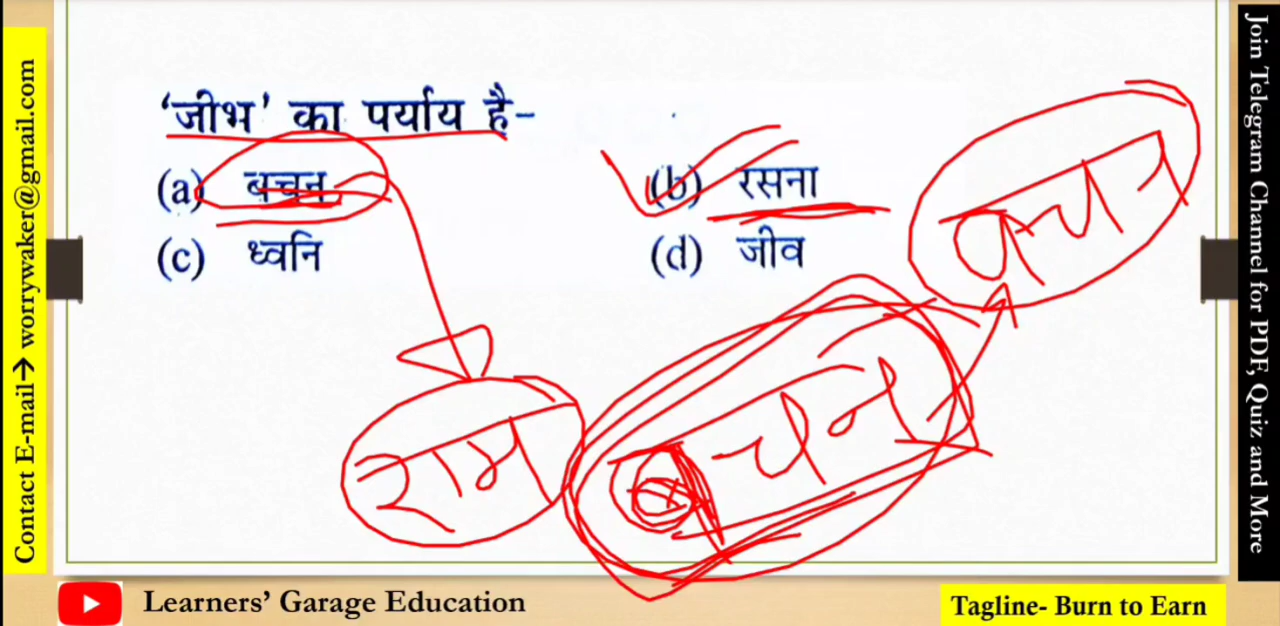 'जीभ' का पर्याय है-
(a) बचन
(b) रसना
(c) ध्वनि
(d) जीव
वचन
राम
चन
Contact E-mail→ worrywaker@gmail.com
Join Telegram Channel for PDF, Quiz and More
Learners' Garage Education
Tagline- Burn to Earn